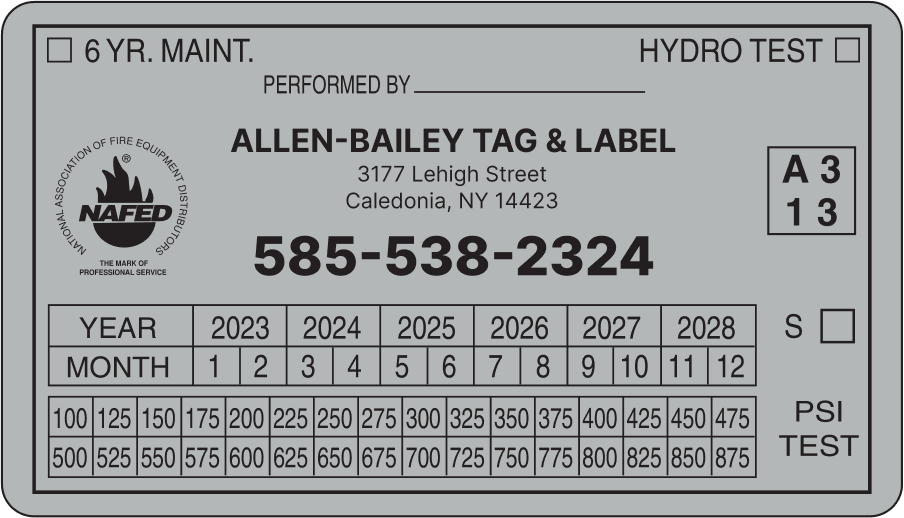 6 YR. MAINT. HYDRO TEST
PERFORMED BY
NATIONAL ASSOCIATION OF FIRE EQUIPMENT DISTRIBUTORS
®
NAFED
THE MARK OF
PROFESSIONAL SERVICE
ALLEN-BAILEY TAG & LABEL
3177 Lehigh Street
Caledonia, NY 14423
585-538-2324
A 3
1 3
YEAR 2023 2024 2025 2026 2027 2028
MONTH 1 2 3 4 5 6 7 8 9 10 11 12
S
100 125 150 175 200 225 250 275 300 325 350 375 400 425 450 475
500 525 550 575 600 625 650 675 700 725 750 775 800 825 850 875
PSI
TEST